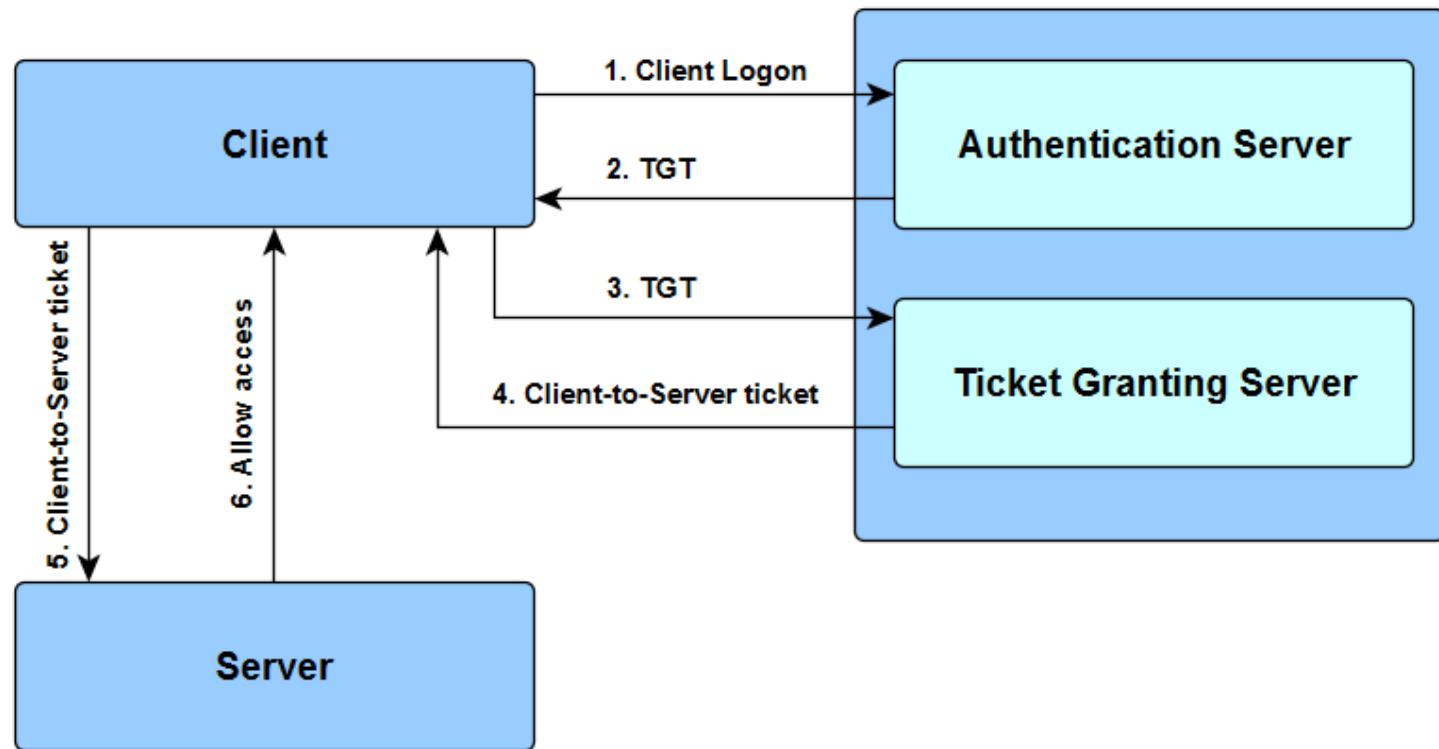 1. Client Logon
Client
Authentication Server
2. TGT
3. TGT
4. Client-to-Server ticket
Ticket Granting Server
5. Client-to-Server ticket
6. Allow access
Server